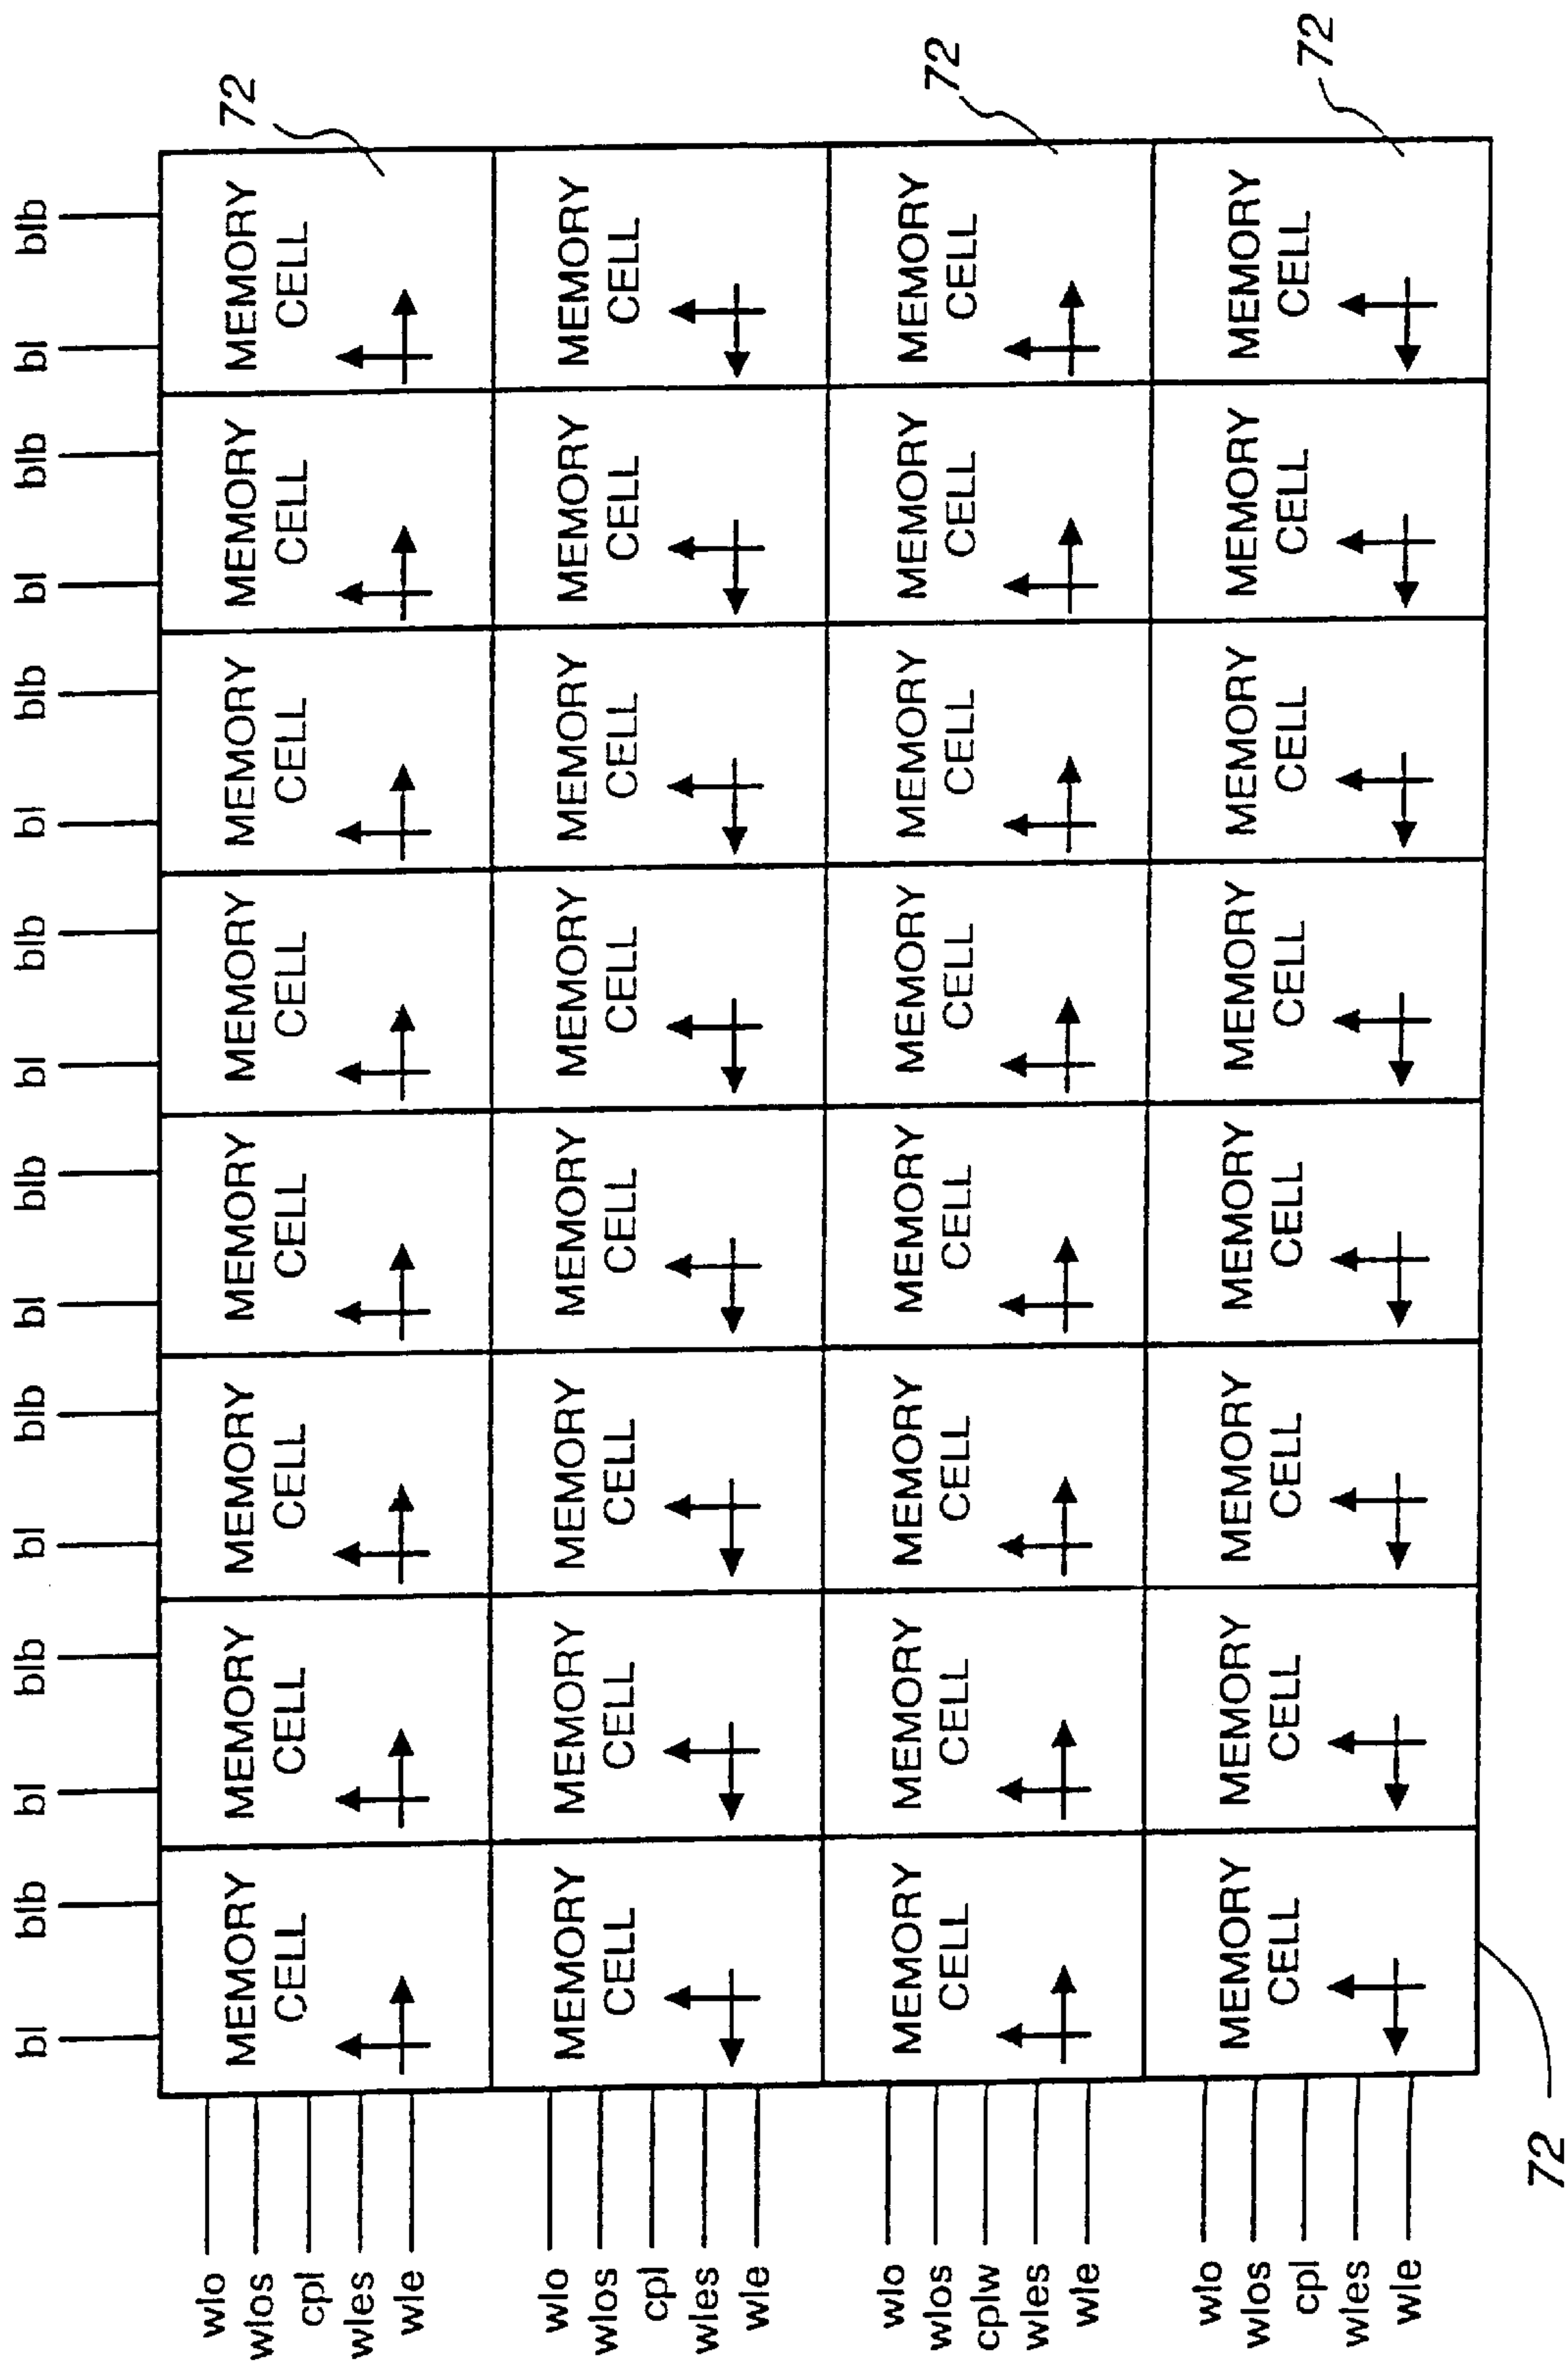 bl blb bl blb bl blb bl blb bl blb bl blb bl blb bl blb
wlo
MEMORY MEMORY MEMORY MEMORY MEMORY MEMORY MEMORY MEMORY
72
wlos
CELL CELL CELL CELL CELL CELL CELL CELL
cpl
wles
wle
wlo
MEMORY MEMORY MEMORY MEMORY MEMORY MEMORY MEMORY MEMORY
wlos
CELL CELL CELL CELL CELL CELL CELL CELL
cpl
wles
wle
wlo
MEMORY MEMORY MEMORY MEMORY MEMORY MEMORY MEMORY MEMORY
72
wlos
CELL CELL CELL CELL CELL CELL CELL CELL
cplw
wles
wle
wlo
MEMORY MEMORY MEMORY MEMORY MEMORY MEMORY MEMORY MEMORY
wlos
CELL CELL CELL CELL CELL CELL CELL CELL
cpl
72
wles
wle
72